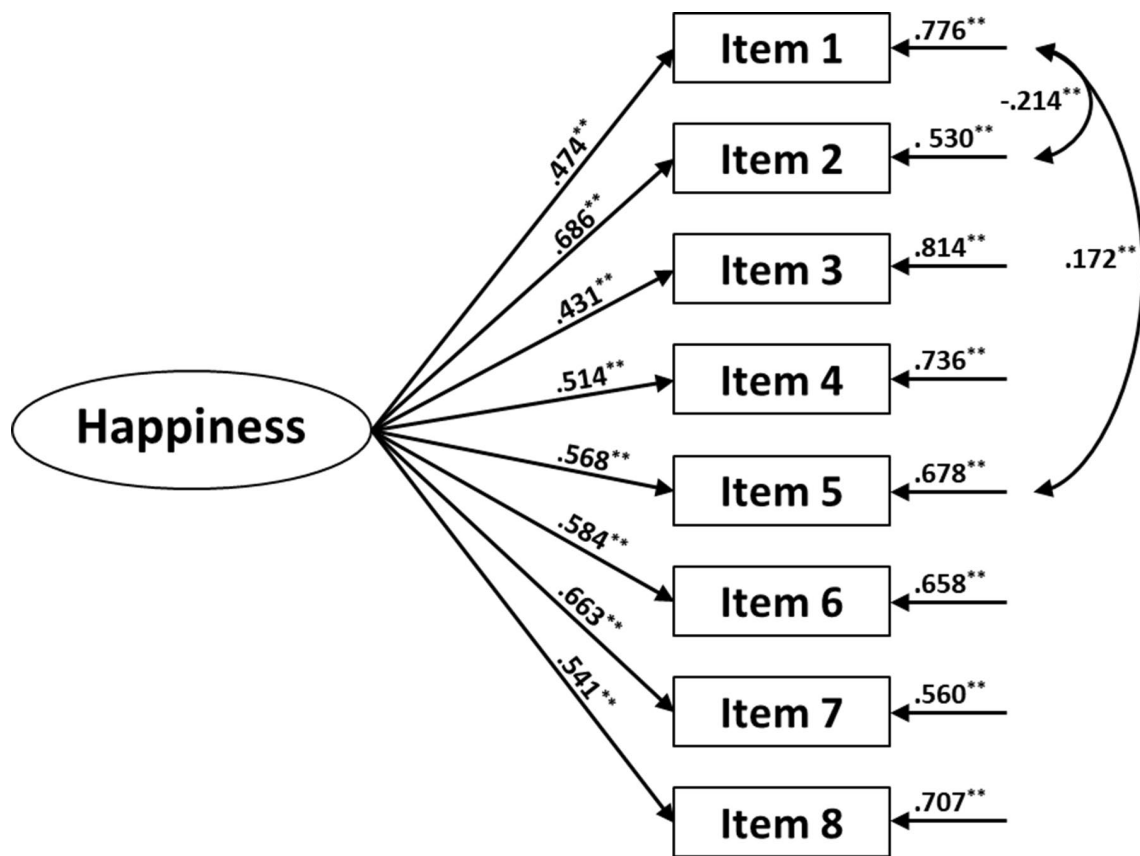 Item 1
.776**
-.214**
.474**
Item 2
. 530**
.686**
Item 3
.814**
.172**
.431**
Item 4
.736**
.514**
Happiness
Item 5
.678**
.568**
Item 6
.658**
.584**
Item 7
.560**
.663**
Item 8
.707**
.541**